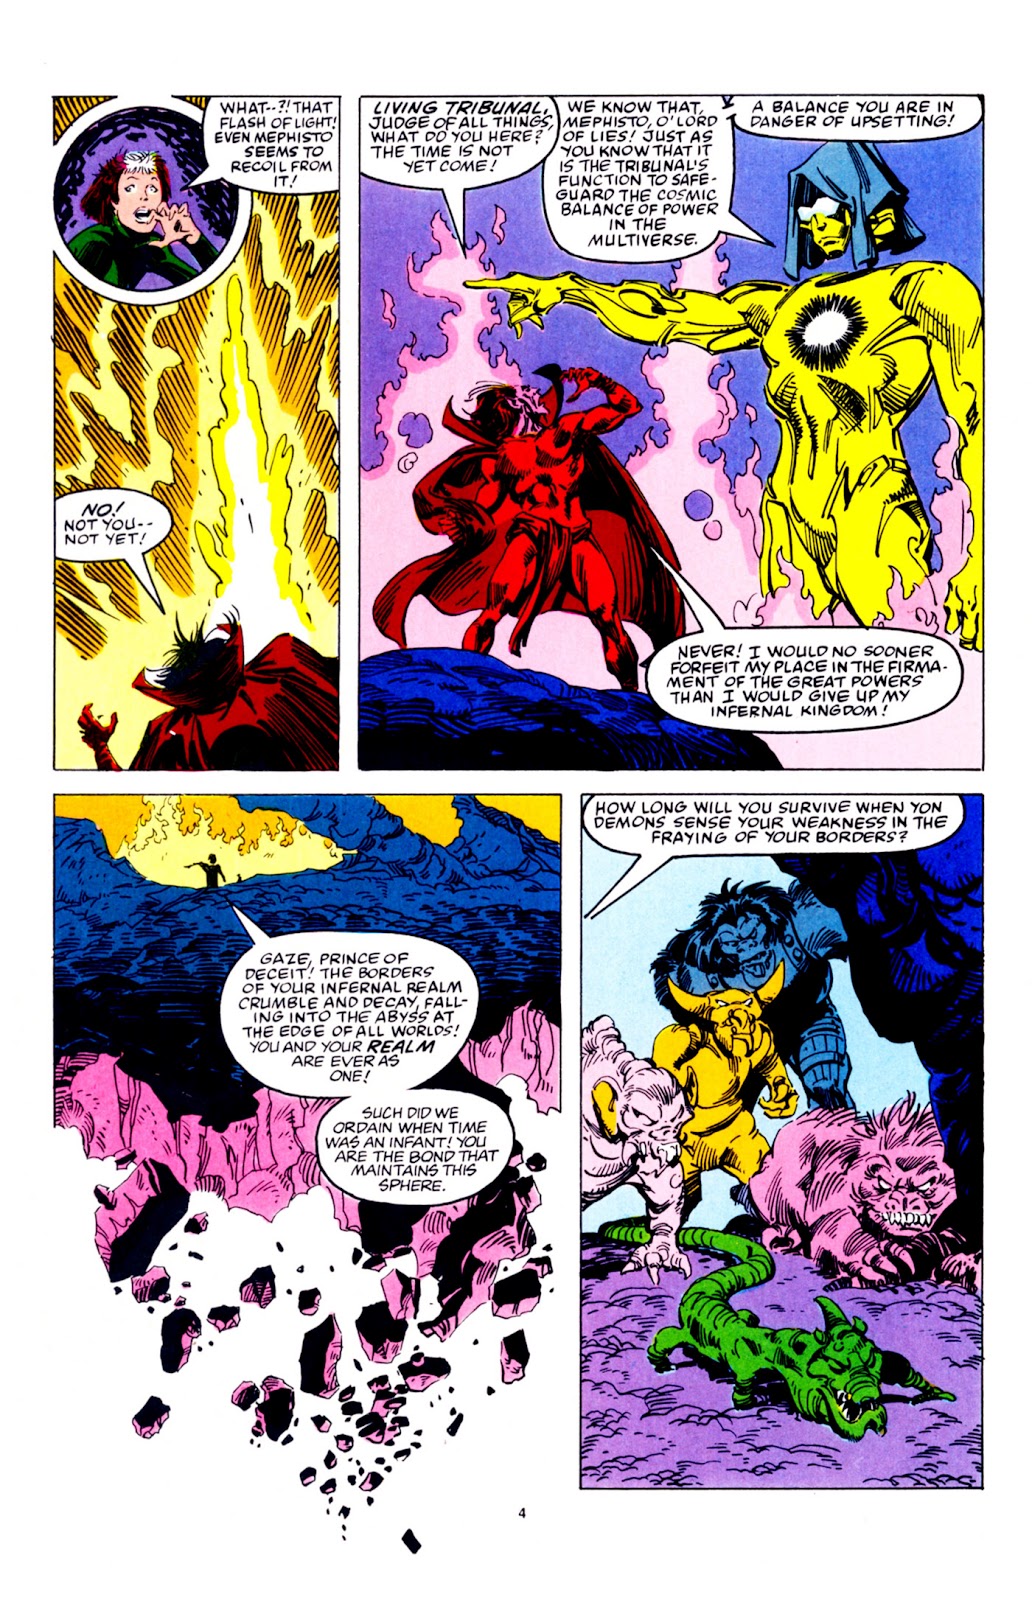 WHAT--?! THAT
FLASH OF LIGHT!
EVEN MEPHISTO
SEEMS TO
RECOIL FROM
IT!
NO!
NOT YOU--
NOT YET!
LIVING TRIBUNAL,
JUDGE OF ALL THINGS,
WHAT DO YOU HERE?
THE TIME IS NOT
YET COME!
WE KNOW THAT,
MEPHISTO, O'LORD
OF LIES! JUST AS
YOU KNOW THAT IT
IS THE TRIBUNAL'S
FUNCTION TO SAFE-
GUARD THE COSMIC
BALANCE OF POWER
IN THE
MULTIVERSE.
A BALANCE YOU ARE IN
DANGER OF UPSETTING!
NEVER! I WOULD NO SOONER
FORFEIT MY PLACE IN THE FIRMA-
MENT OF THE GREAT POWERS
THAN I WOULD GIVE UP MY
INFERNAL KINGDOM!
GAZE, PRINCE OF
DECEIT! THE BORDERS
OF YOUR INFERNAL REALM
CRUMBLE AND DECAY, FALL-
ING INTO THE ABYSS AT
THE EDGE OF ALL WORLDS!
YOU AND YOUR REALM
ARE EVER AS
ONE!
SUCH DID WE
ORDAIN WHEN TIME
WAS AN INFANT! YOU
ARE THE BOND THAT
MAINTAINS THIS
SPHERE.
HOW LONG WILL YOU SURVIVE WHEN YON
DEMONS SENSE YOUR WEAKNESS IN THE
FRAYING OF YOUR BORDERS?
4